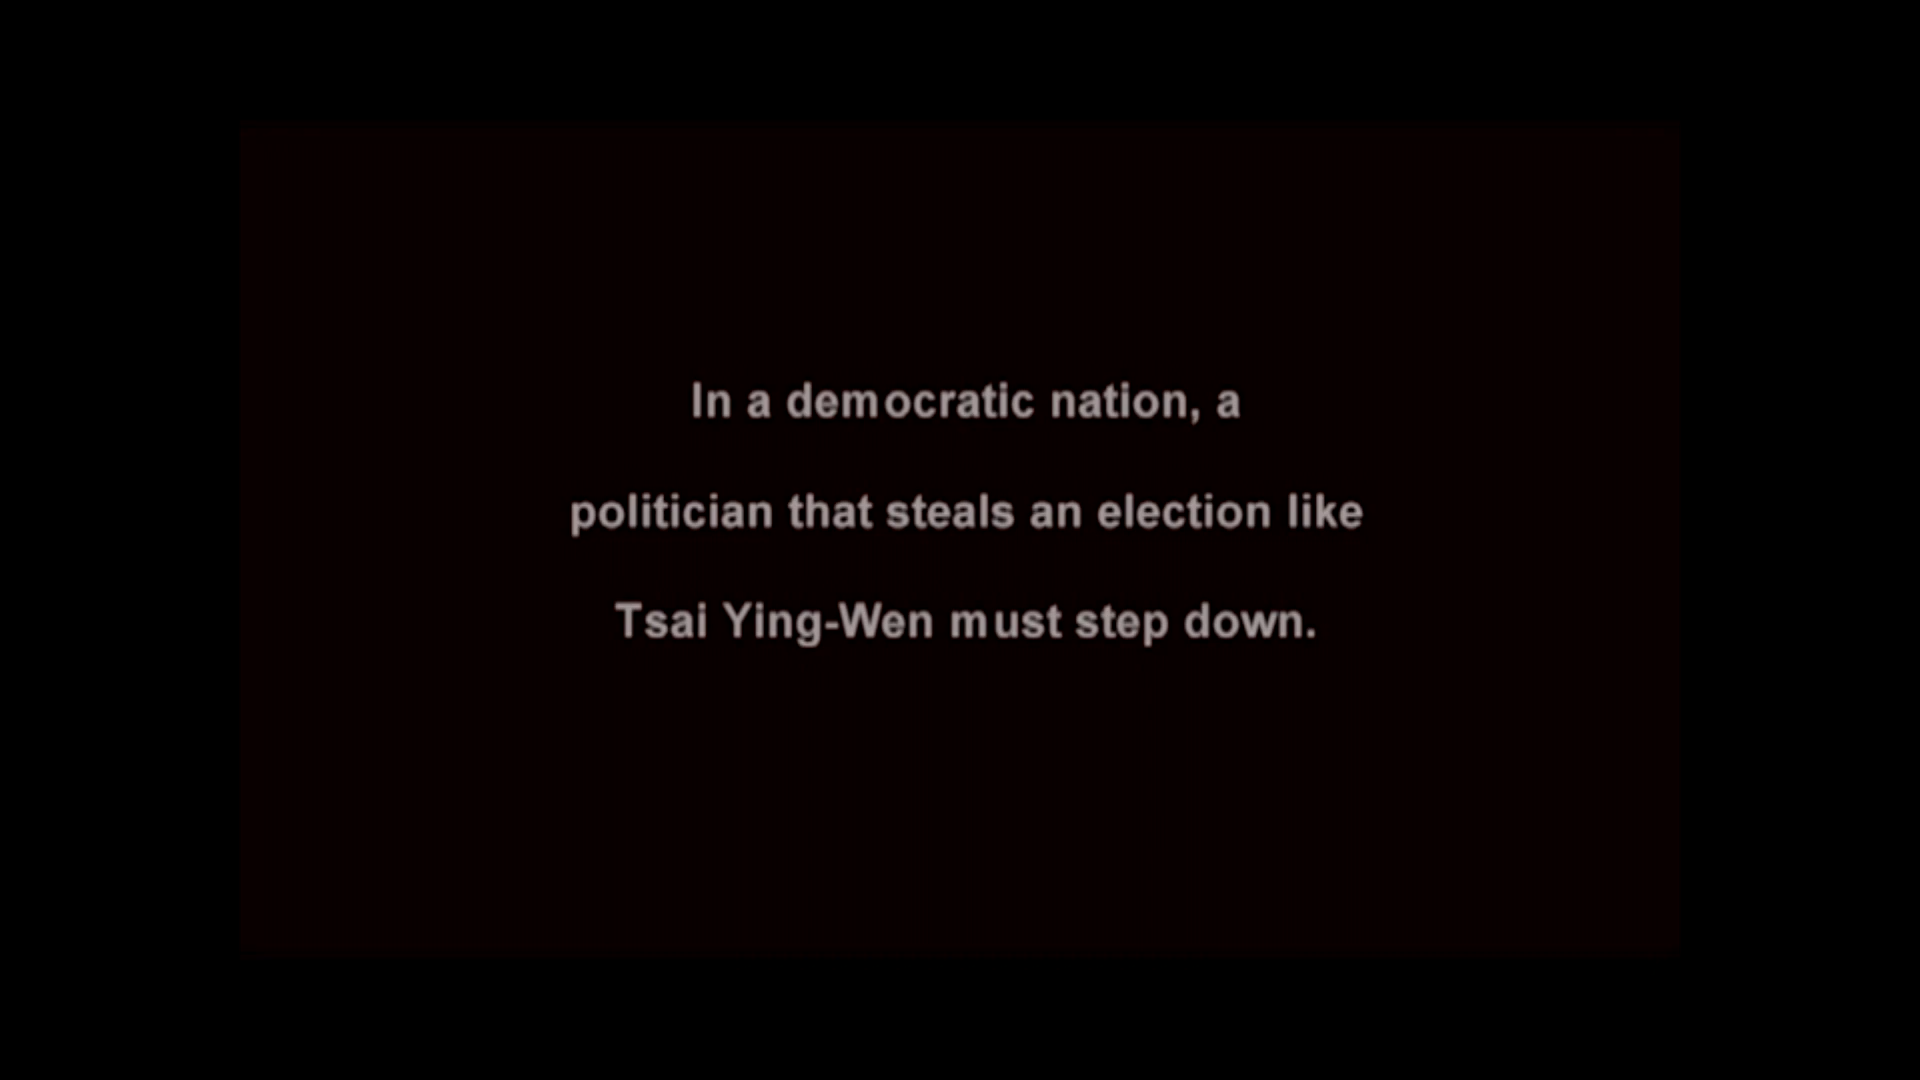 In a democratic nation, a
politician that steals an election like
Tsai Ying-Wen must step down.